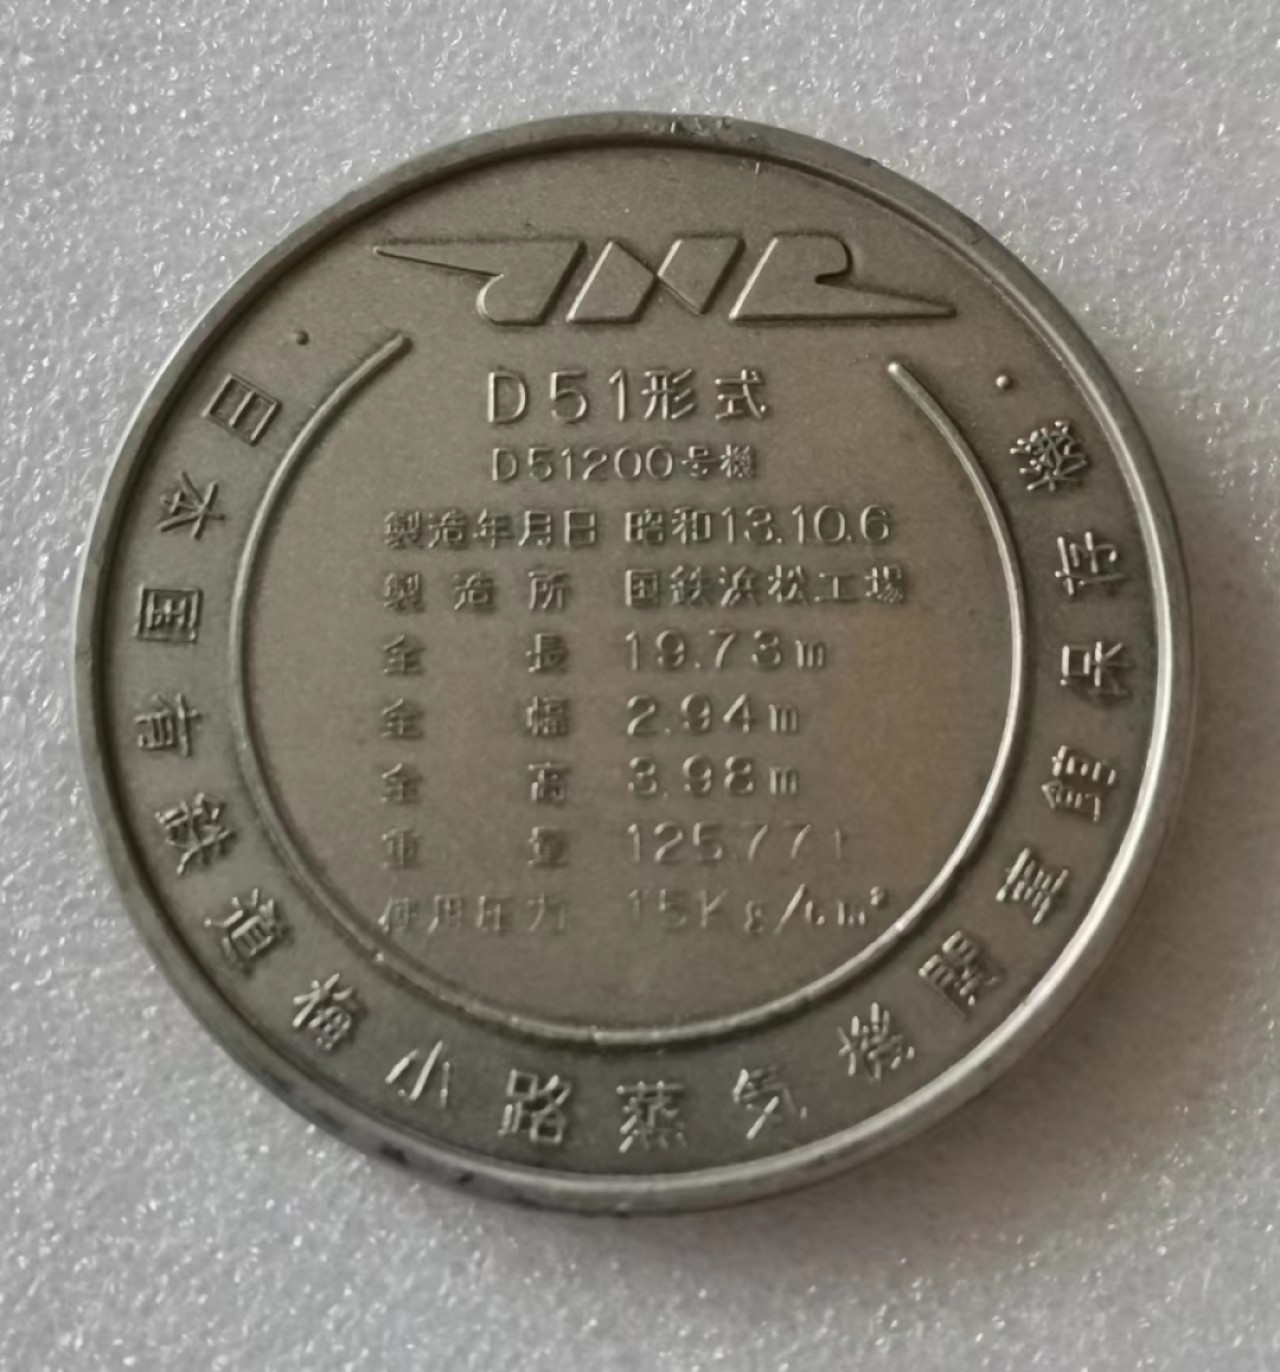 JNR
D51形式
D51200号機
製造年月日 昭和13.10.6
製造所 国鉄浜松工場
全長 19.73m
全幅 2.94m
全高 3.98m
重量 125.77t
使用圧力 15Kg/cm²
・日本国有鉄道梅小路蒸気機関車館保存機・